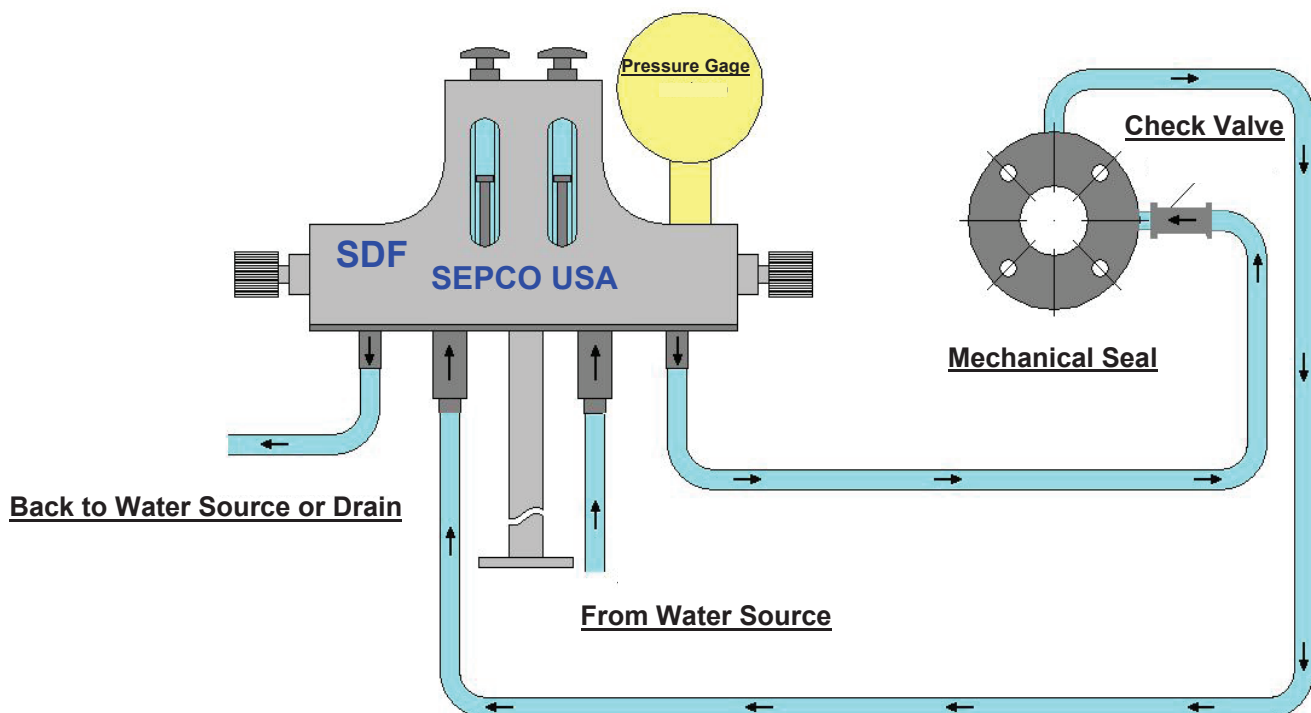 Pressure Gage
Check Valve
SDF
SEPCO USA
Mechanical Seal
Back to Water Source or Drain
From Water Source